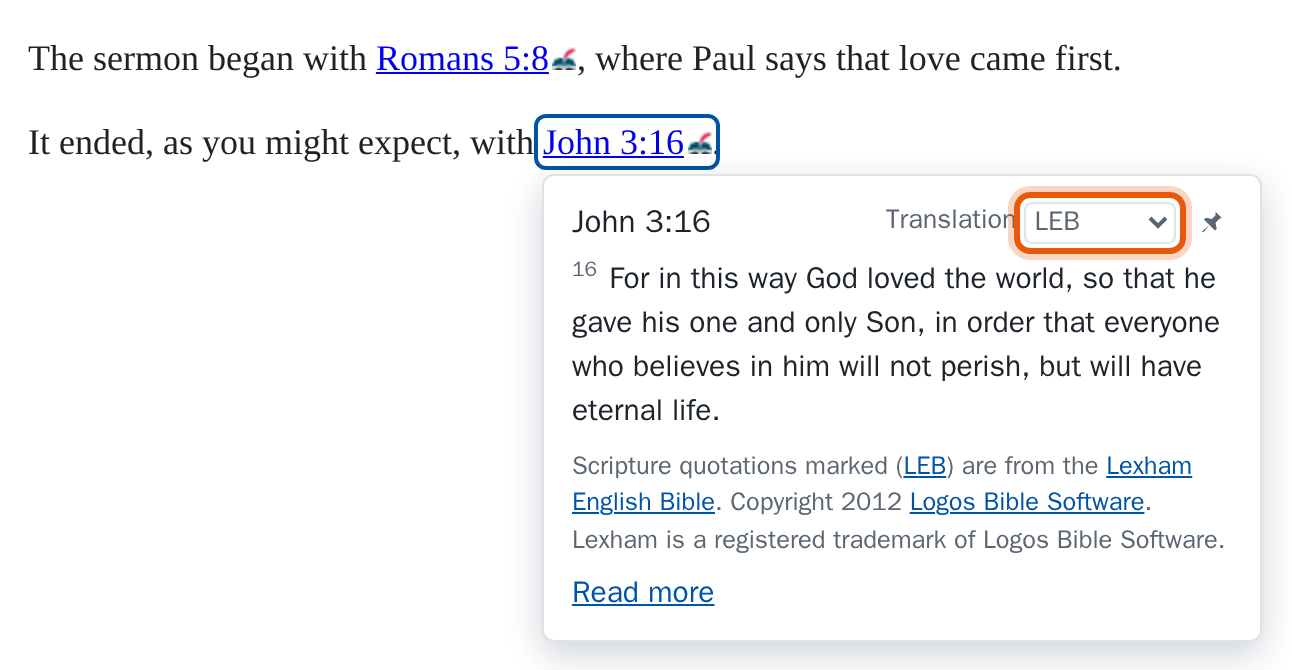 The sermon began with Romans 5:8, where Paul says that love came first.
It ended, as you might expect, with John 3:16.
John 3:16
Translation LEB
16 For in this way God loved the world, so that he
gave his one and only Son, in order that everyone
who believes in him will not perish, but will have
eternal life.
Scripture quotations marked (LEB) are from the Lexham
English Bible. Copyright 2012 Logos Bible Software.
Lexham is a registered trademark of Logos Bible Software.
Read more